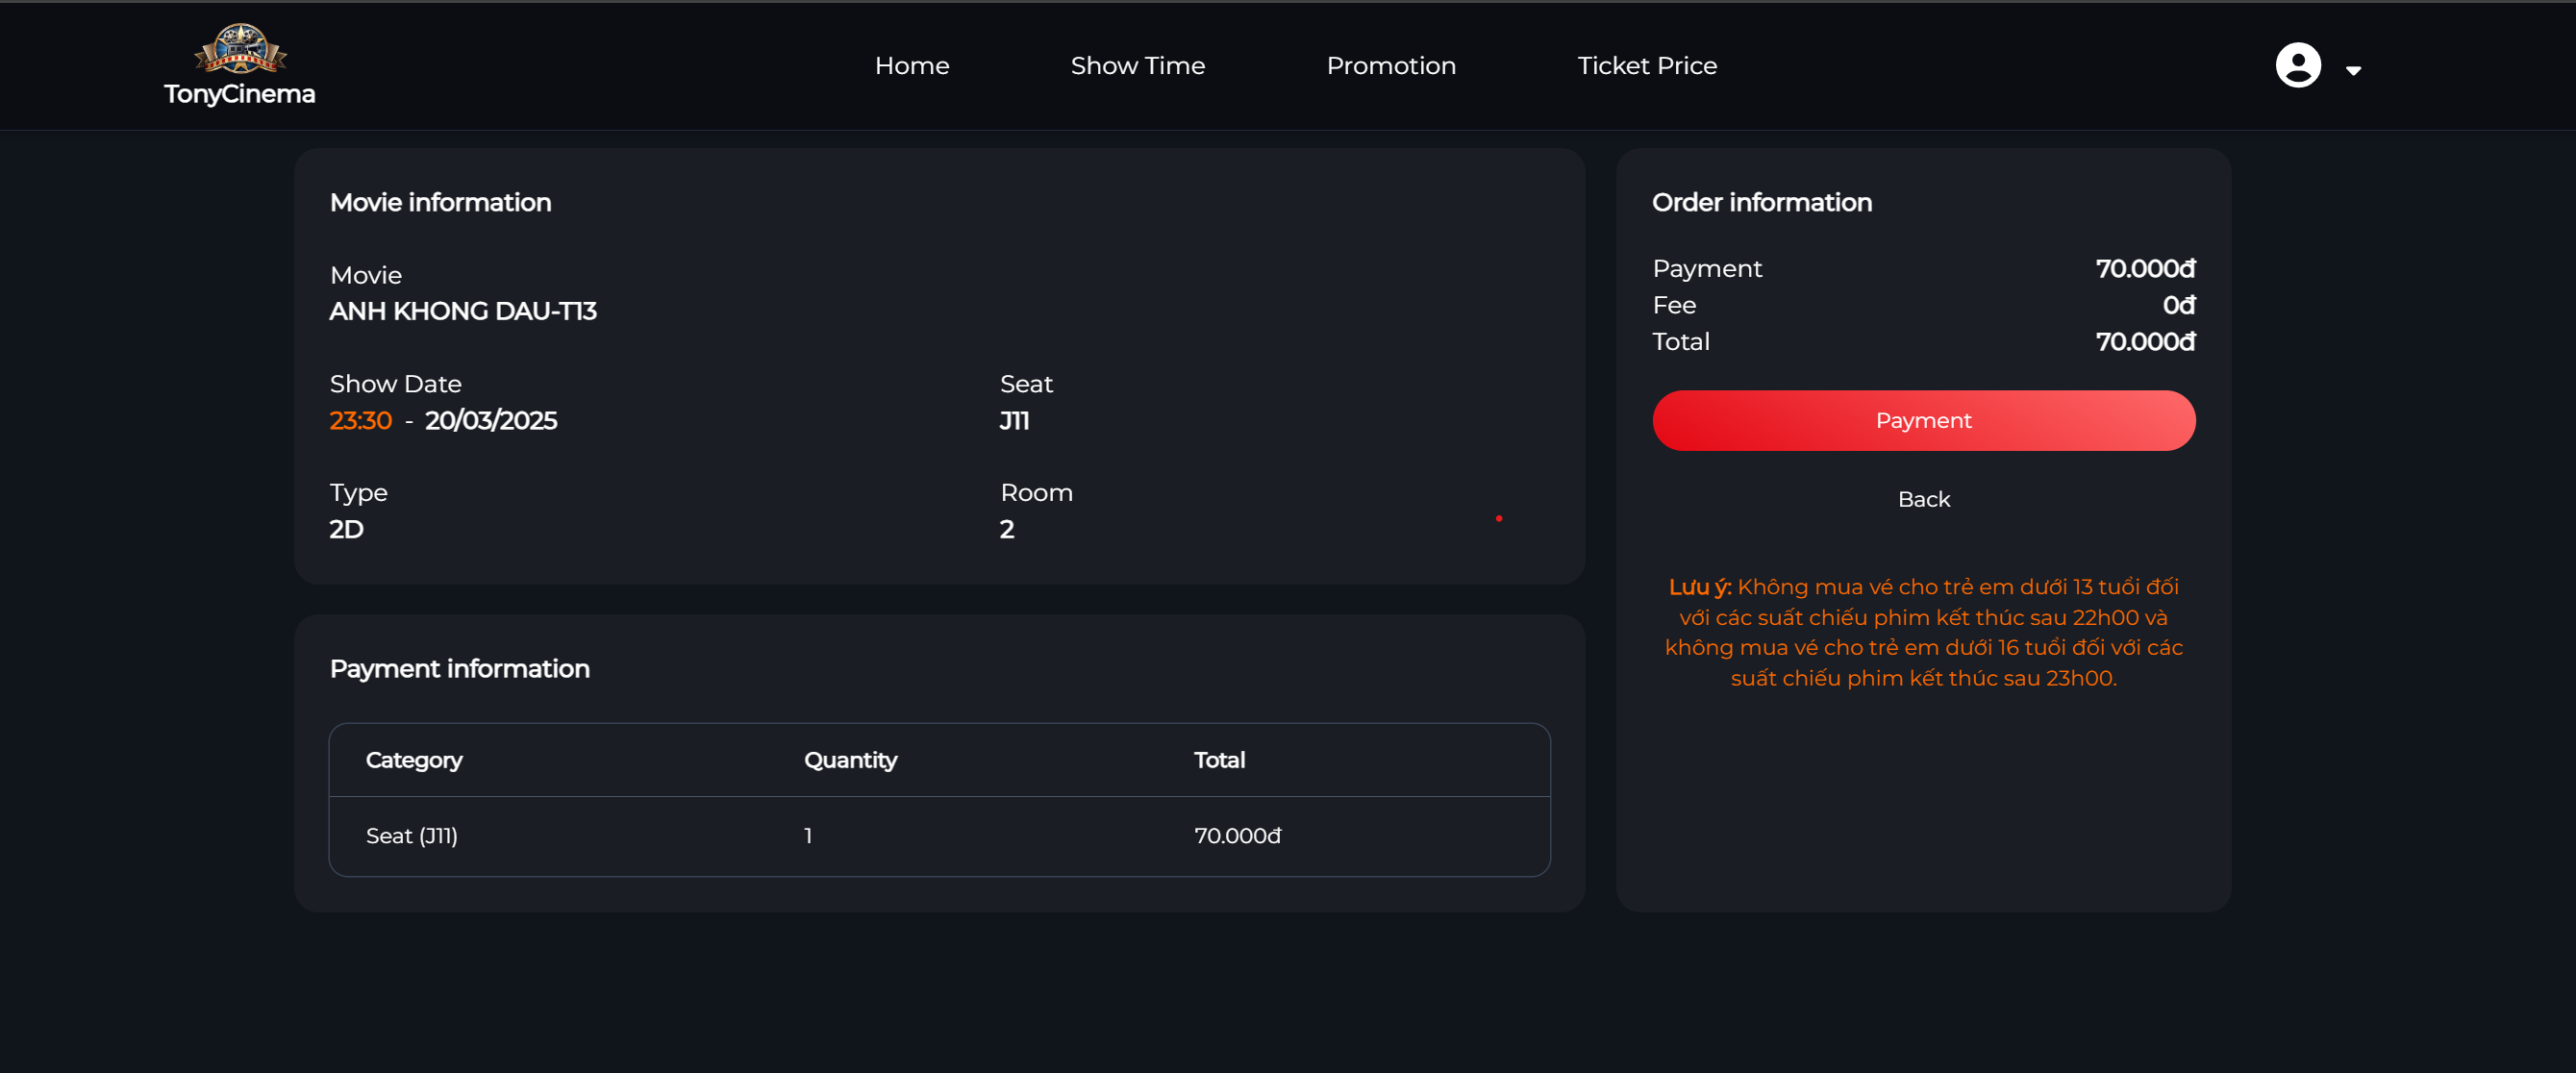 TonyCinema
Home
Show Time
Promotion
Ticket Price
Movie information
Movie
ANH KHONG DAU-T13
Show Date
23:30 - 20/03/2025
Seat
J11
Type
2D
Room
2
Payment information
Category Quantity Total
Seat (J11) 1 70.000đ
Order information
Payment 70.000đ
Fee 0đ
Total 70.000đ
Payment
Back
Lưu ý: Không mua vé cho trẻ em dưới 13 tuổi đối
với các suất chiếu phim kết thúc sau 22h00 và
không mua vé cho trẻ em dưới 16 tuổi đối với các
suất chiếu phim kết thúc sau 23h00.